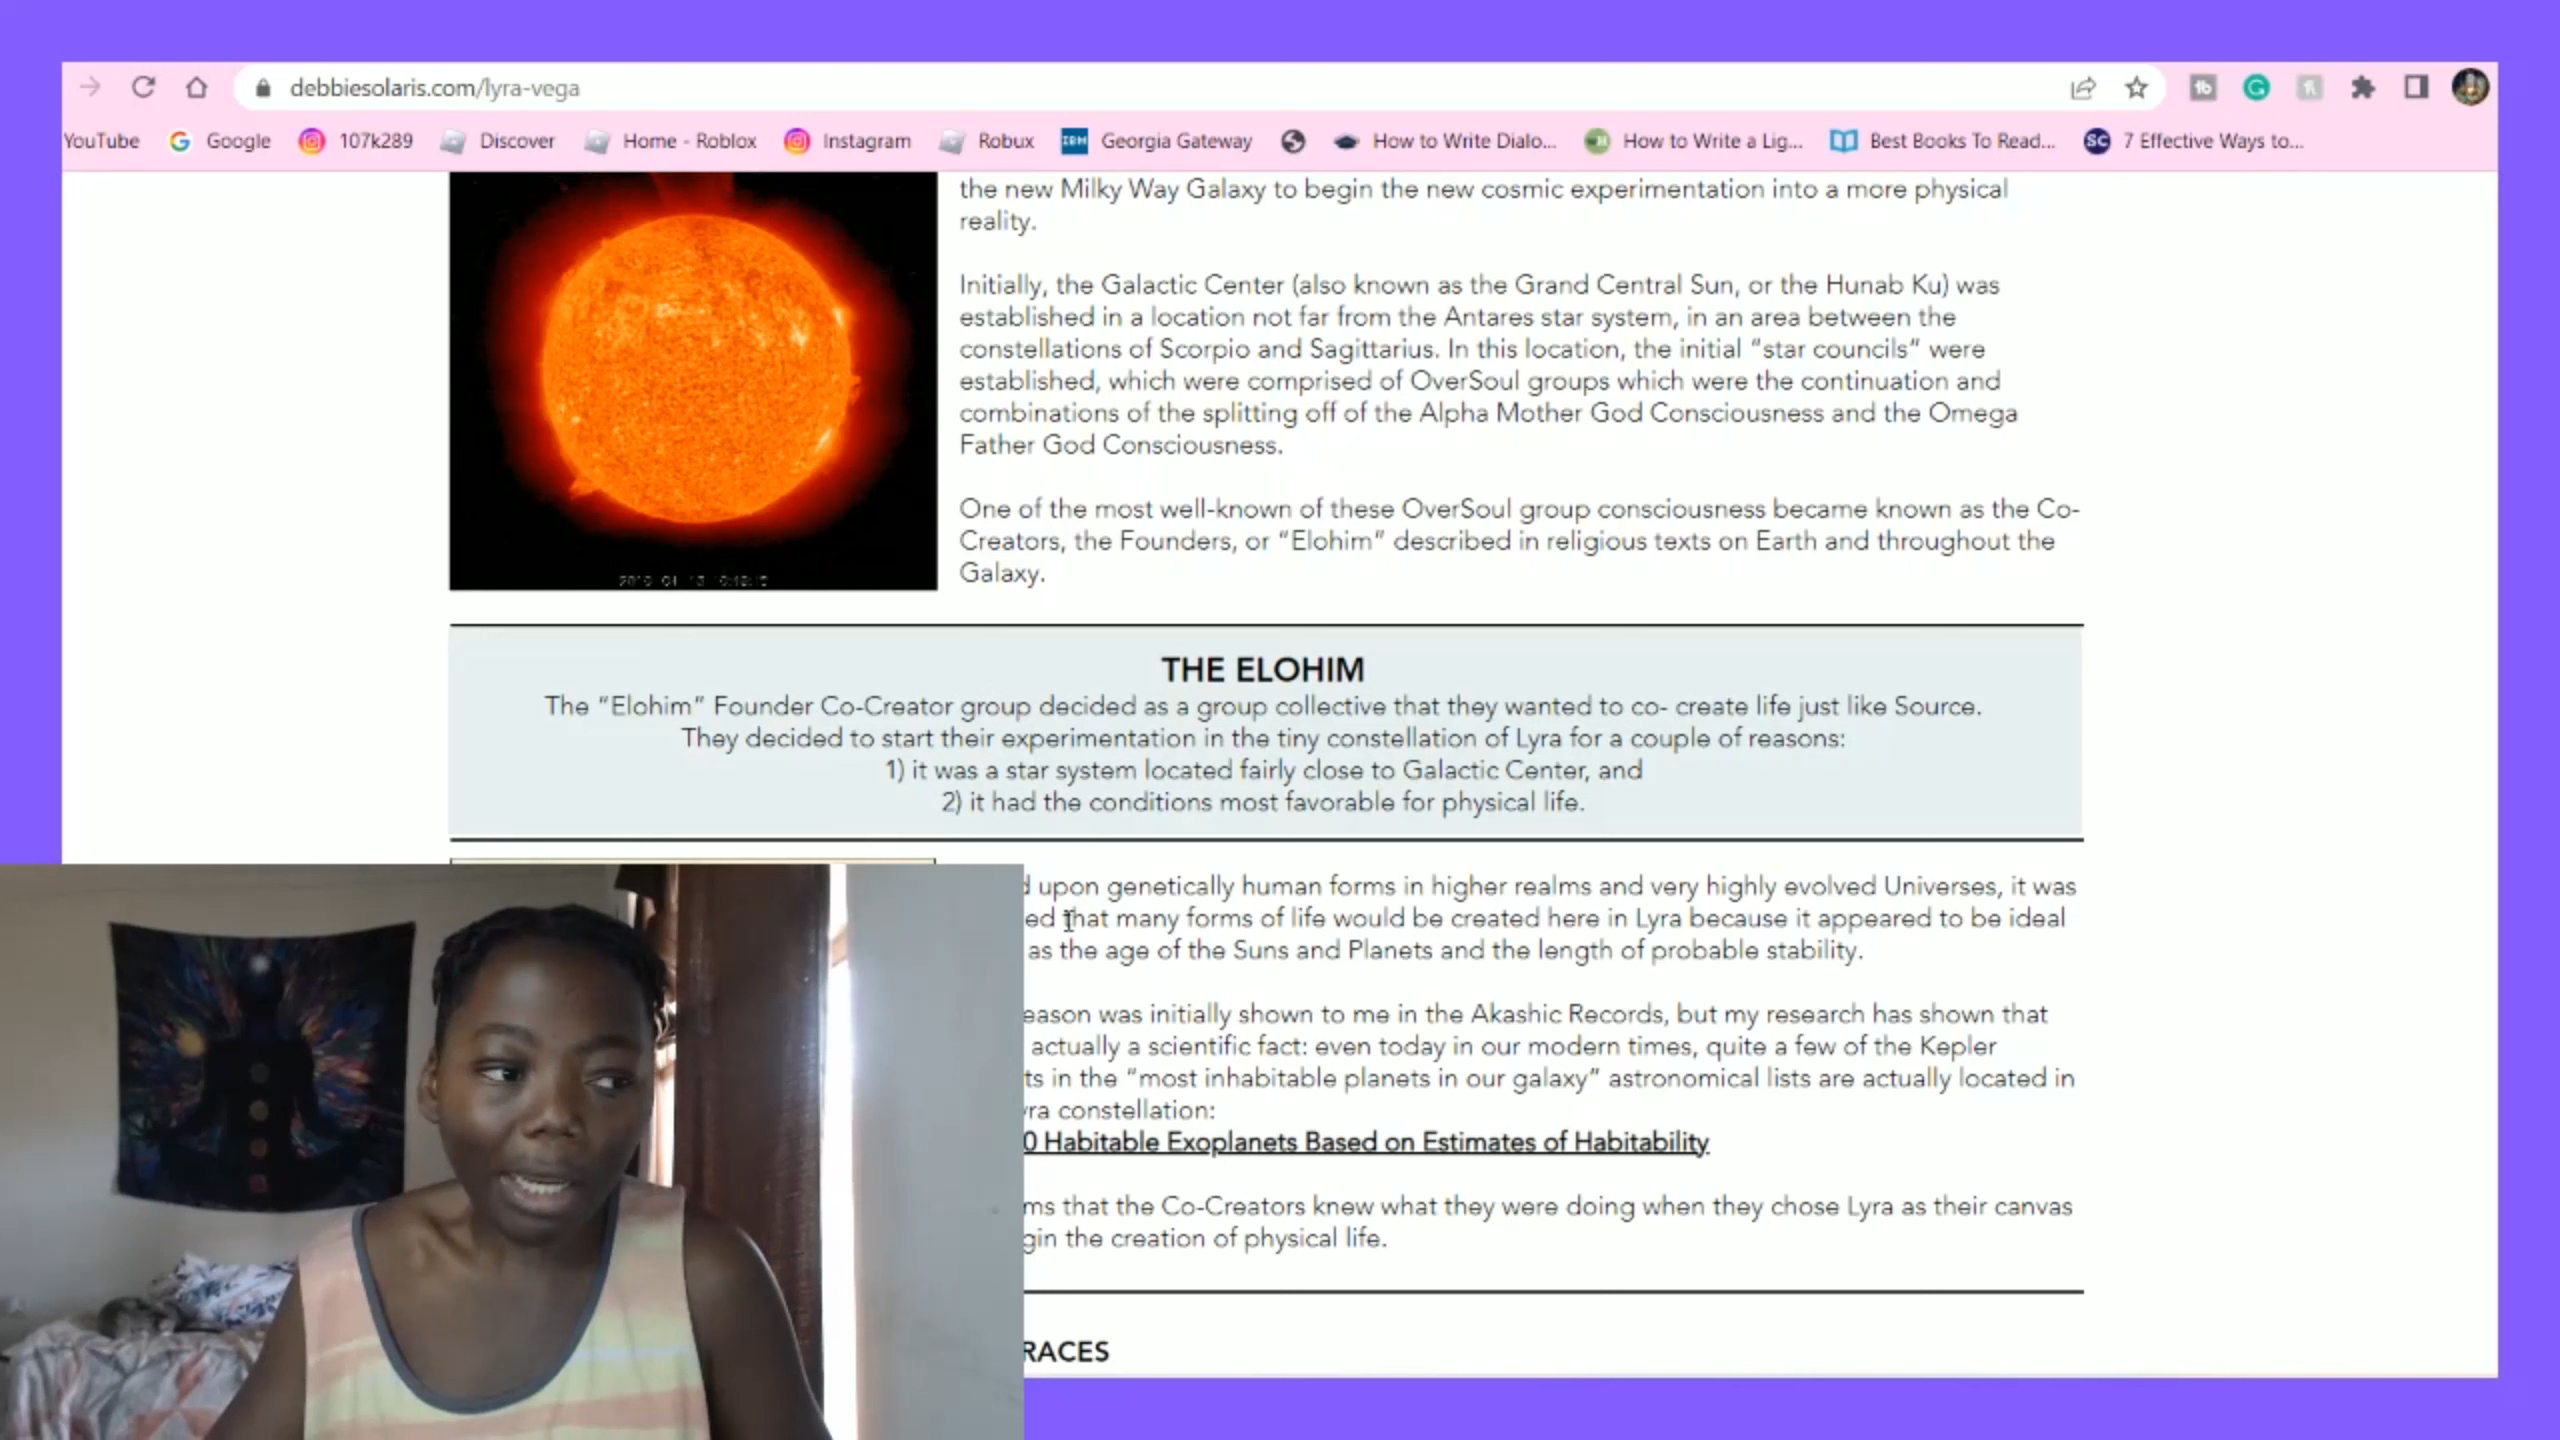 debbiesolaris.com/lyra-vega
YouTube Google 107k289 Discover Home - Roblox Instagram Robux Georgia Gateway How to Write Dialo... How to Write a Lig... Best Books To Read... 7 Effective Ways to...
the new Milky Way Galaxy to begin the new cosmic experimentation into a more physical
reality.
Initially, the Galactic Center (also known as the Grand Central Sun, or the Hunab Ku) was
established in a location not far from the Antares star system, in an area between the
constellations of Scorpio and Sagittarius. In this location, the initial “star councils” were
established, which were comprised of OverSoul groups which were the continuation and
combinations of the splitting off of the Alpha Mother God Consciousness and the Omega
Father God Consciousness.
One of the most well-known of these OverSoul group consciousness became known as the Co-
Creators, the Founders, or “Elohim” described in religious texts on Earth and throughout the
Galaxy.
THE ELOHIM
The “Elohim” Founder Co-Creator group decided as a group collective that they wanted to co- create life just like Source.
They decided to start their experimentation in the tiny constellation of Lyra for a couple of reasons:
1) it was a star system located fairly close to Galactic Center, and
2) it had the conditions most favorable for physical life.
upon genetically human forms in higher realms and very highly evolved Universes, it was
that many forms of life would be created here in Lyra because it appeared to be ideal
as the age of the Suns and Planets and the length of probable stability.
eason was initially shown to me in the Akashic Records, but my research has shown that
actually a scientific fact: even today in our modern times, quite a few of the Kepler
ts in the “most inhabitable planets in our galaxy” astronomical lists are actually located in
ra constellation:
0 Habitable Exoplanets Based on Estimates of Habitability
ms that the Co-Creators knew what they were doing when they chose Lyra as their canvas
gin the creation of physical life.
RACES